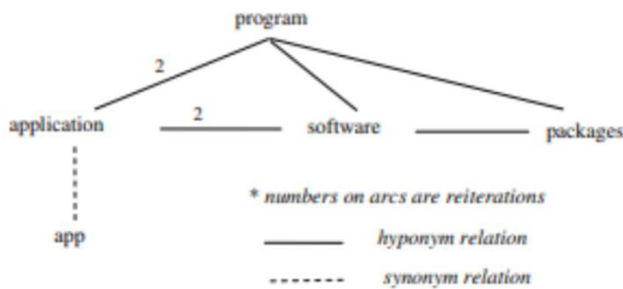 program
2
application
2
software
packages
* numbers on arcs are reiterations
app
hyponym relation
synonym relation